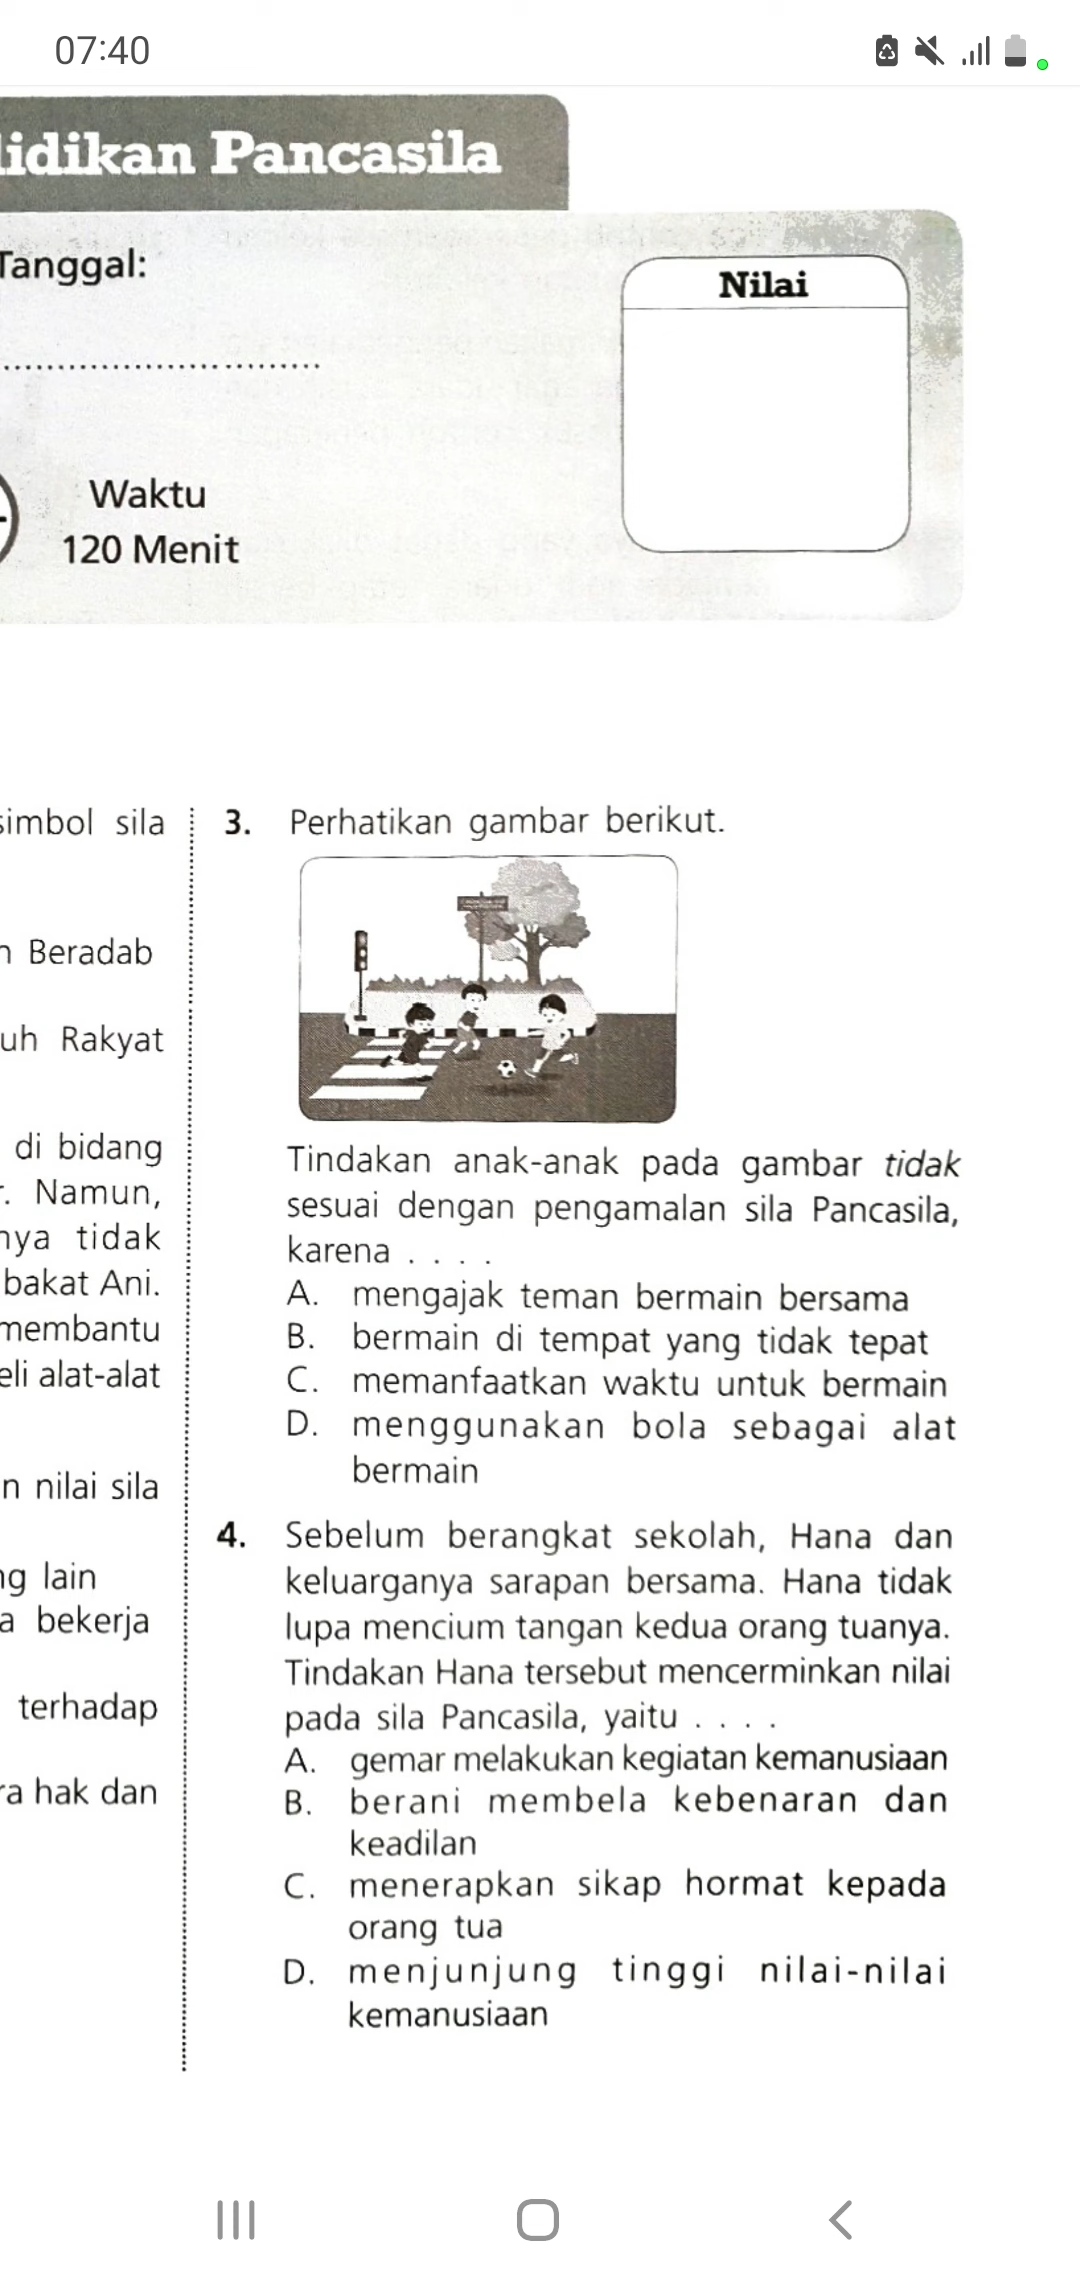 07:40
idikan Pancasila
Tanggal:
Nilai
Waktu
120 Menit
simbol sila
Beradab
uh Rakyat
di bidang
. Namun,
nya tidak
bakat Ani.
membantu
eli alat-alat
n nilai sila
ng lain
a bekerja
terhadap
ra hak dan
3. Perhatikan gambar berikut.
Tindakan anak-anak pada gambar tidak
sesuai dengan pengamalan sila Pancasila,
karena . . . .
A. mengajak teman bermain bersama
B. bermain di tempat yang tidak tepat
C. memanfaatkan waktu untuk bermain
D. menggunakan bola sebagai alat
bermain
4. Sebelum berangkat sekolah, Hana dan
keluarganya sarapan bersama. Hana tidak
lupa mencium tangan kedua orang tuanya.
Tindakan Hana tersebut mencerminkan nilai
pada sila Pancasila, yaitu . . . .
A. gemar melakukan kegiatan kemanusiaan
B. berani membela kebenaran dan
keadilan
C. menerapkan sikap hormat kepada
orang tua
D. menjunjung tinggi nilai-nilai
kemanusiaan